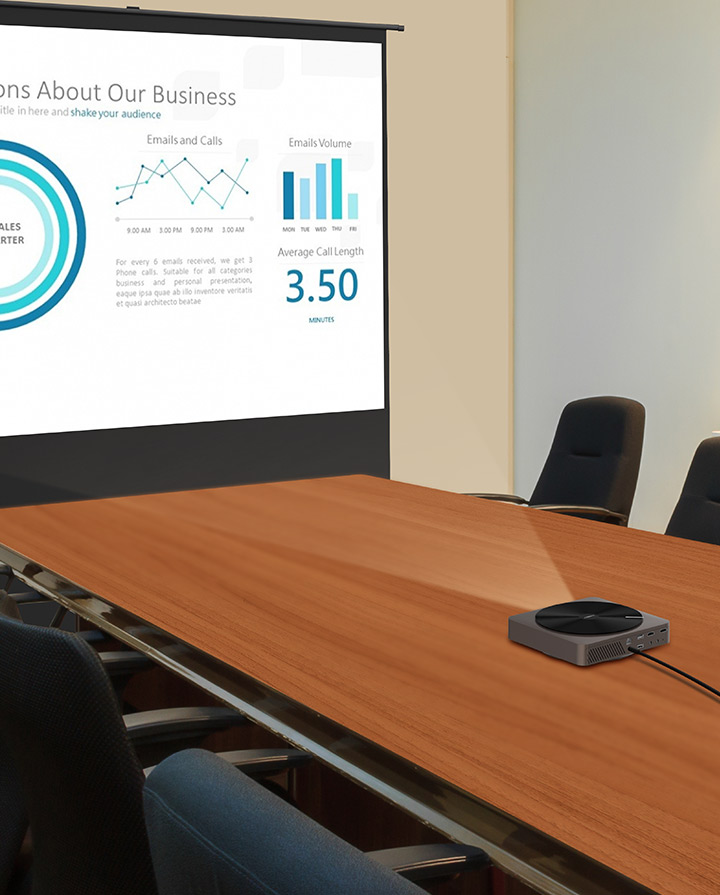 ons About Our Business
itle in here and shake your audience
Emails and Calls
Emails Volume
ALES
RTER
9.00 AM 3.00 PM 9.00 PM 3.00 AM
MON TUE WED THU FRI
For every 6 emails received, we get 3
Phone calls. Suitable for all categories
business and personal presentation,
eaque ipsa quae ab illo inventore veritatis
et quasi architecto beatae
Average Call Length
3.50
MINUTES